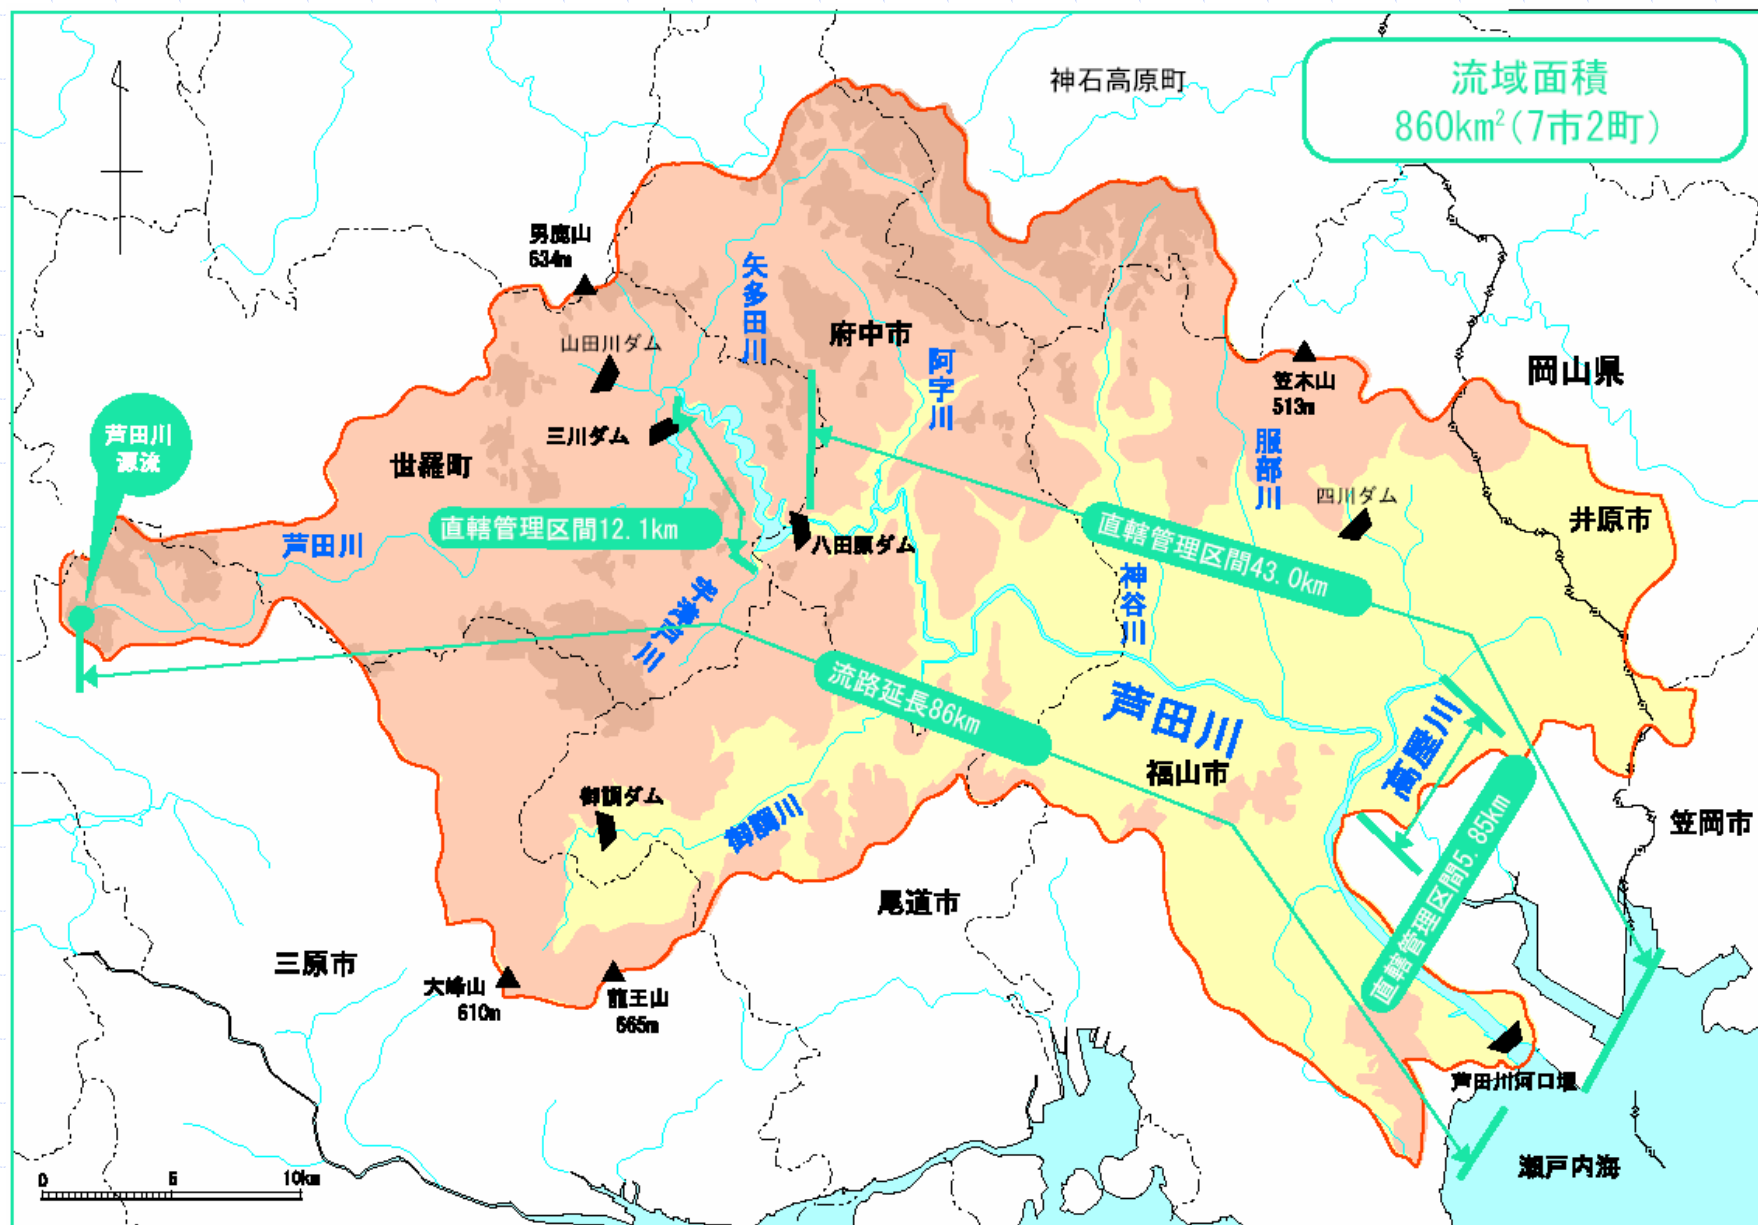 神石高原町
流域面積
860km²(7市2町)
男鹿山
634m
矢多田川
府中市
山田川ダム
阿字川
笠木山
513m
岡山県
芦田川
源流
三川ダム
世羅町
服部川
四川ダム
井原市
芦田川
直轄管理区間12.1km
八田原ダム
直轄管理区間43.0km
神谷川
宇津戸川
流路延長86km
芦田川
高屋川
福山市
御調ダム
御調川
直轄管理区間5.85km
笠岡市
尾道市
三原市
大峰山
610m
龍王山
665m
芦田川河口堰
瀬戸内海
0 5 10km